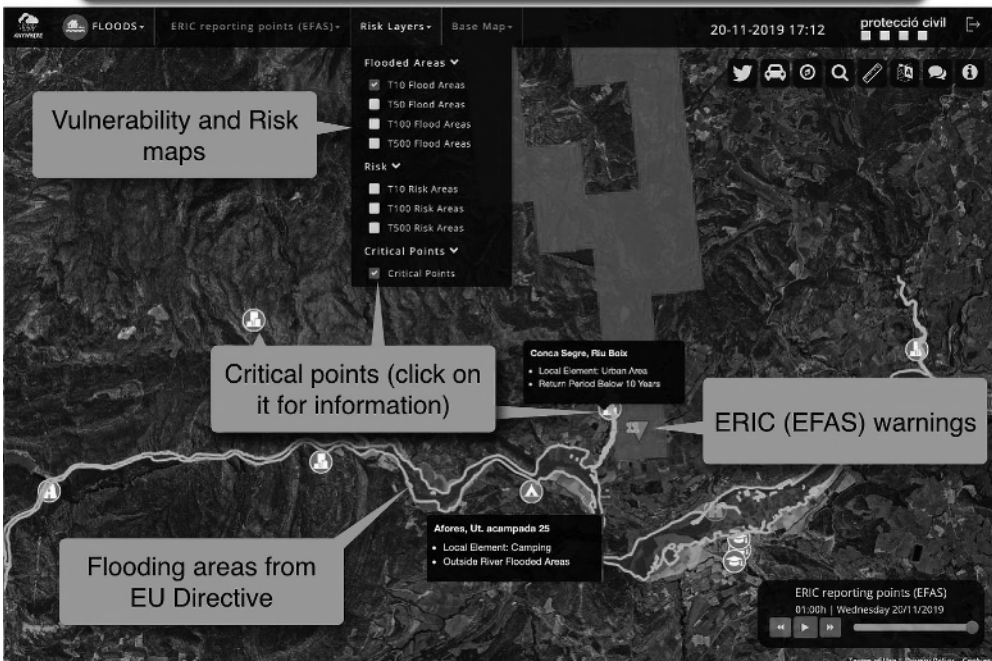 ANYWHERE
FLOODS
ERIC reporting points (EFAS)
Risk Layers
Base Map
20-11-2019 17:12
protecció civil
Flooded Areas
T10 Flood Areas
T50 Flood Areas
T100 Flood Areas
T500 Flood Areas
Risk
T10 Risk Areas
T100 Risk Areas
T500 Risk Areas
Critical Points
Critical Points
Vulnerability and Risk
maps
Critical points (click on
it for information)
Conca Segre, Riu Boix
• Local Element: Urban Area
• Return Period Below 10 Years
ERIC (EFAS) warnings
Afores, Ut. acampada 25
• Local Element: Camping
• Outside River Flooded Areas
Flooding areas from
EU Directive
ERIC reporting points (EFAS)
01:00h | Wednesday 20/11/2019